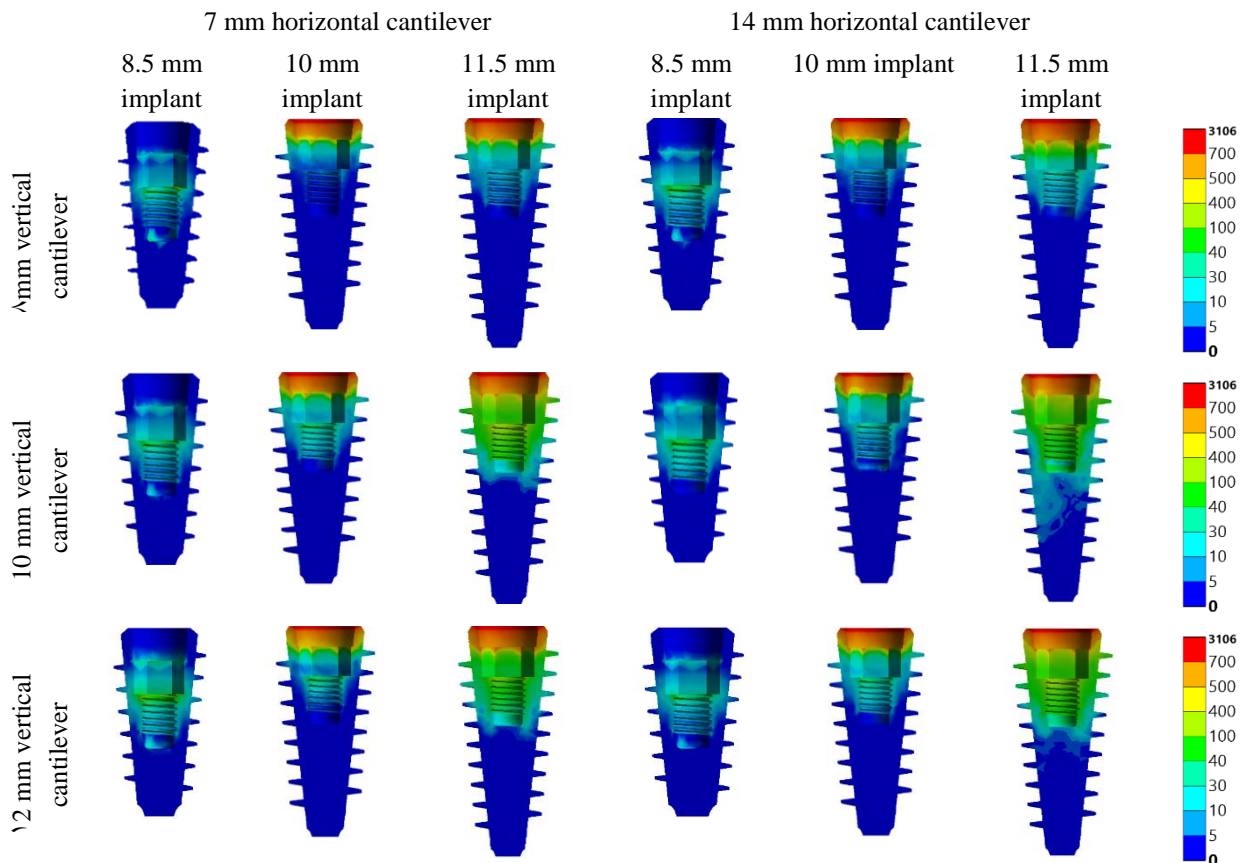 7 mm horizontal cantilever
14 mm horizontal cantilever
8.5 mm
implant
10 mm
implant
11.5 mm
implant
8.5 mm
implant
10 mm implant
11.5 mm
implant
mm vertical
cantilever
3106
700
500
400
100
40
30
10
5
0
10 mm vertical
cantilever
3106
700
500
400
100
40
30
10
5
0
12 mm vertical
cantilever
3106
700
500
400
100
40
30
10
5
0